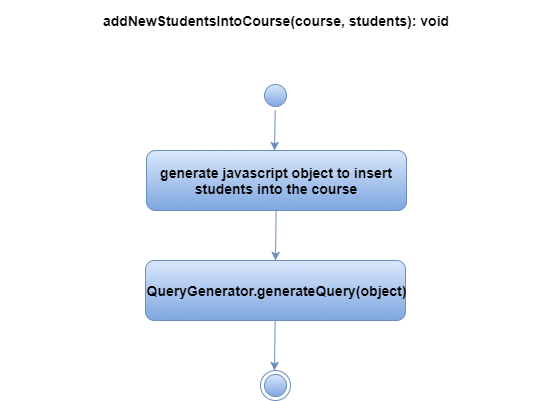 addNewStudentsIntoCourse(course, students): void
generate javascript object to insert
students into the course
QueryGenerator.generateQuery(object)